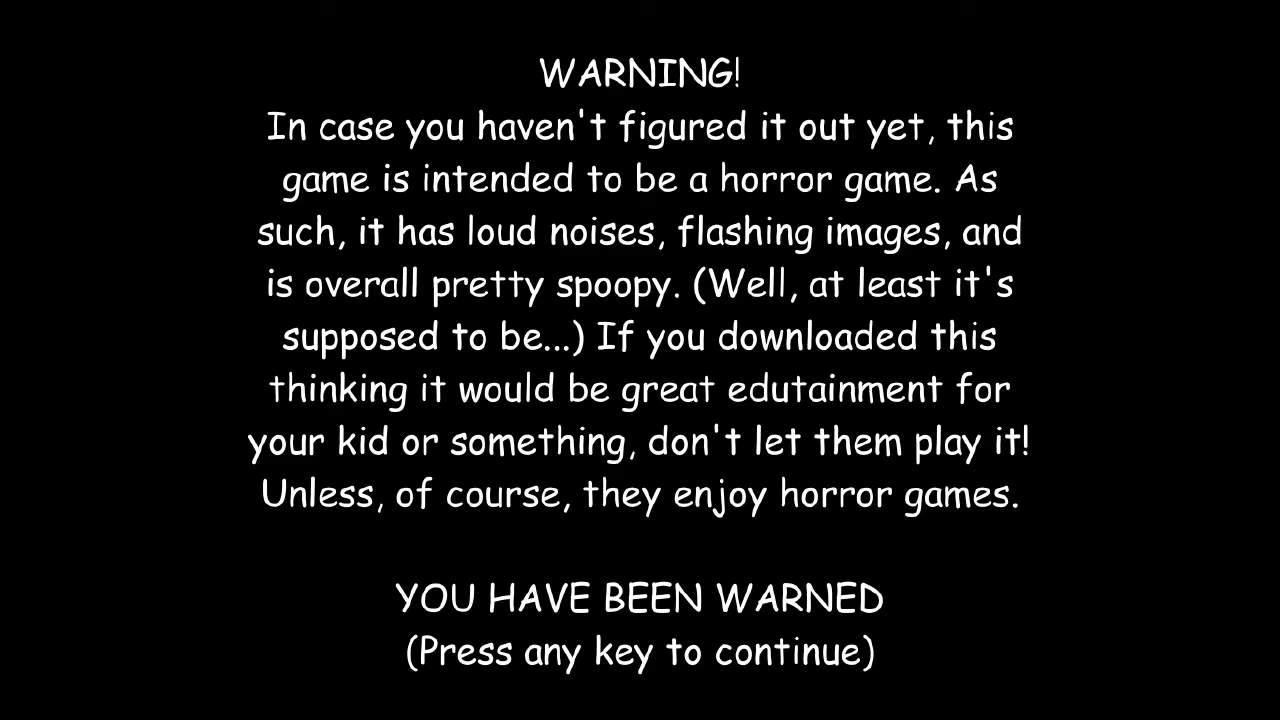 WARNING!
In case you haven't figured it out yet, this
game is intended to be a horror game. As
such, it has loud noises, flashing images, and
is overall pretty spoopy. (Well, at least it's
supposed to be...) If you downloaded this
thinking it would be great edutainment for
your kid or something, don't let them play it!
Unless, of course, they enjoy horror games.
YOU HAVE BEEN WARNED
(Press any key to continue)